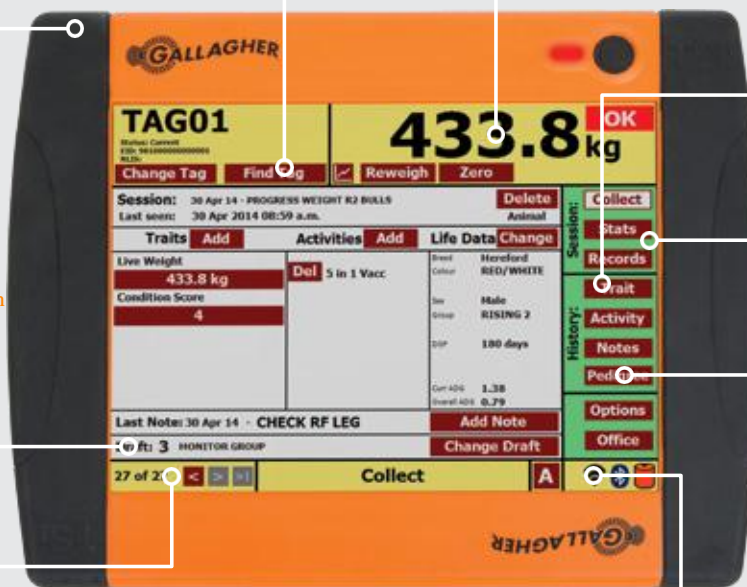 GALLAGHER
TAG01
Status: Current
433.8 kg
OK
Change Tag Find Tag Reweigh Zero
Session: 30 Apr 14 - PROGRESS WEIGHT R2 BULLS Delete
Last seen: 30 Apr 2014 08:59 a.m. Animal
Traits Add Activities Add Life Data Change
Live Weight
433.8 kg
Condition Score
4
Del 5 in 1 Vacc
Breed Hereford
Colour RED/WHITE
Sex Male
Group RISING 2
180 days
Curr ADG 1.38
Overall ADG 0.79
Last Note: 30 Apr 14 - CHECK RF LEG Add Note
Draft: 3 MONITOR GROUP Change Draft
27 of < > >|
Collect
A
Session:
Collect
Stats
Records
History:
Trait
Activity
Notes
Pedigree
Options
Office
GALLAGHER